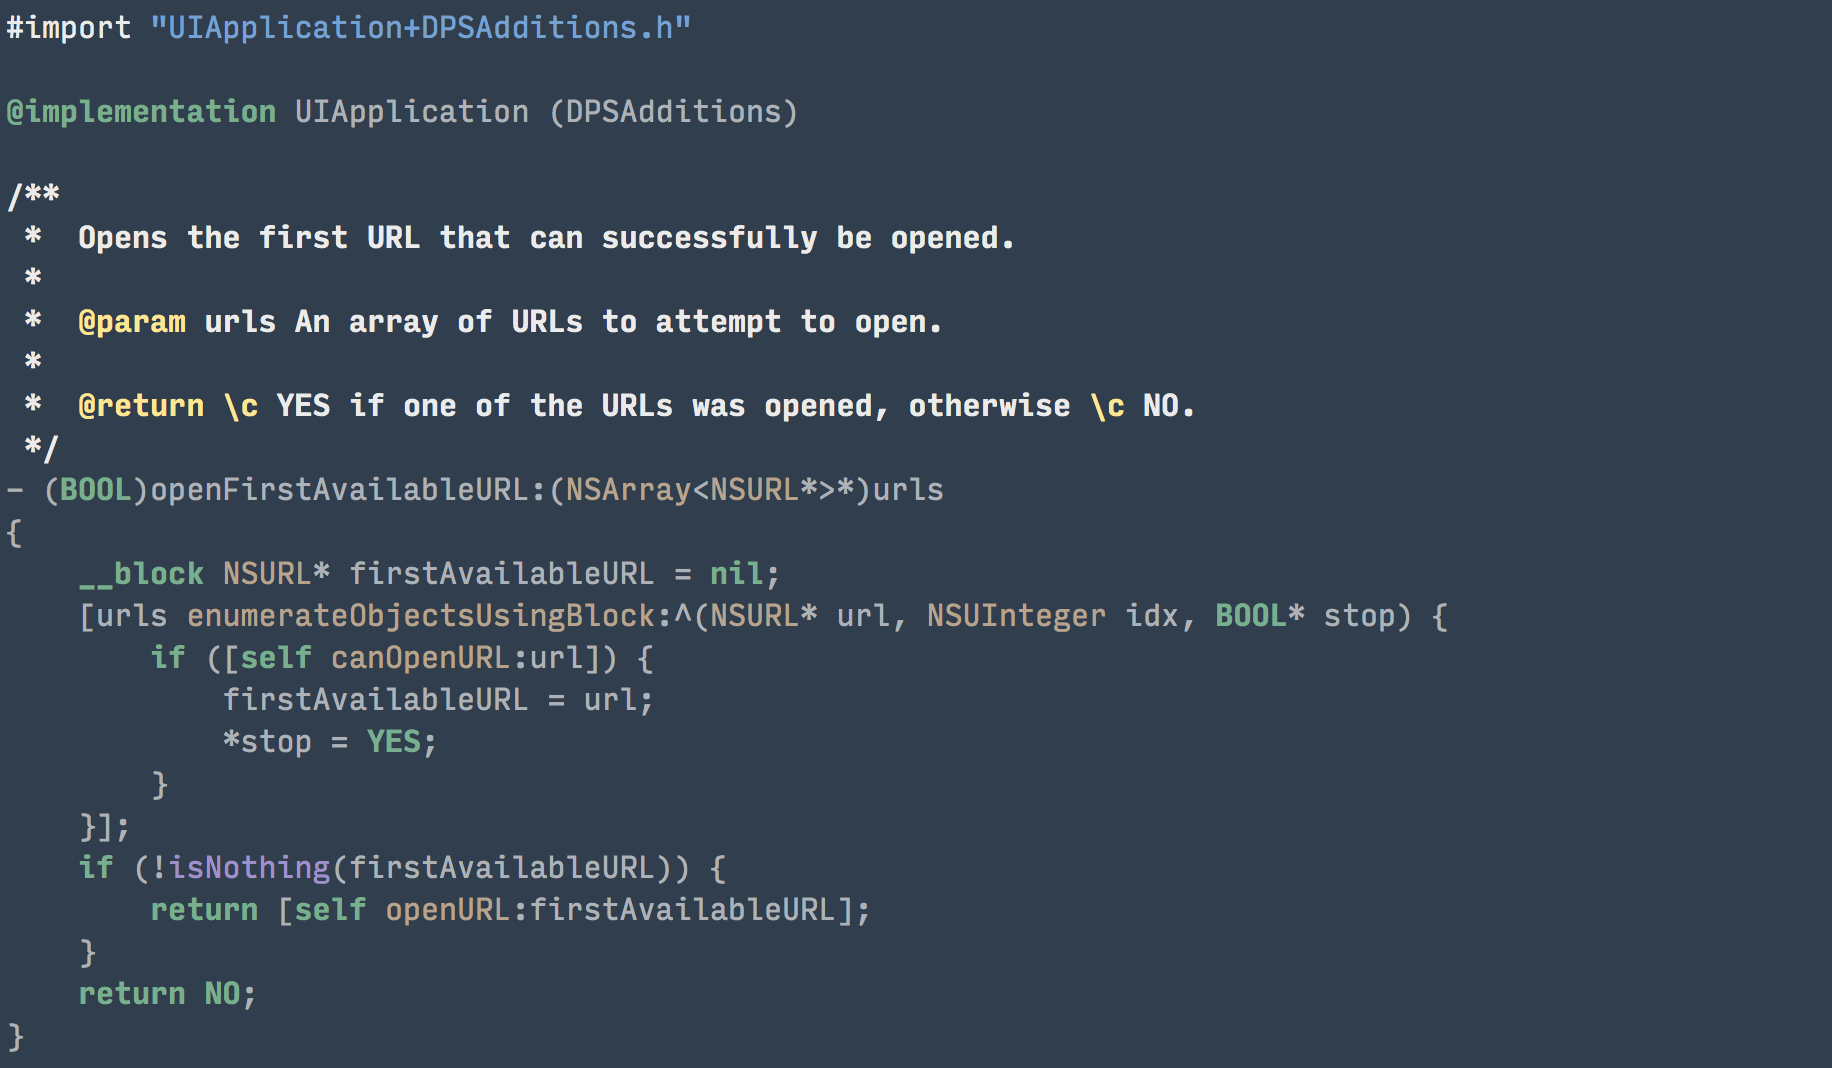 #import "UIApplication+DPSAdditions.h"
@implementation UIApplication (DPSAdditions)
/**
 *  Opens the first URL that can successfully be opened.
 *
 *  @param urls An array of URLs to attempt to open.
 *
 *  @return \c YES if one of the URLs was opened, otherwise \c NO.
 */
- (BOOL)openFirstAvailableURL:(NSArray<NSURL*>*)urls
{
    __block NSURL* firstAvailableURL = nil;
    [urls enumerateObjectsUsingBlock:^(NSURL* url, NSUInteger idx, BOOL* stop) {
        if ([self canOpenURL:url]) {
            firstAvailableURL = url;
            *stop = YES;
        }
    }];
    if (!isNothing(firstAvailableURL)) {
        return [self openURL:firstAvailableURL];
    }
    return NO;
}